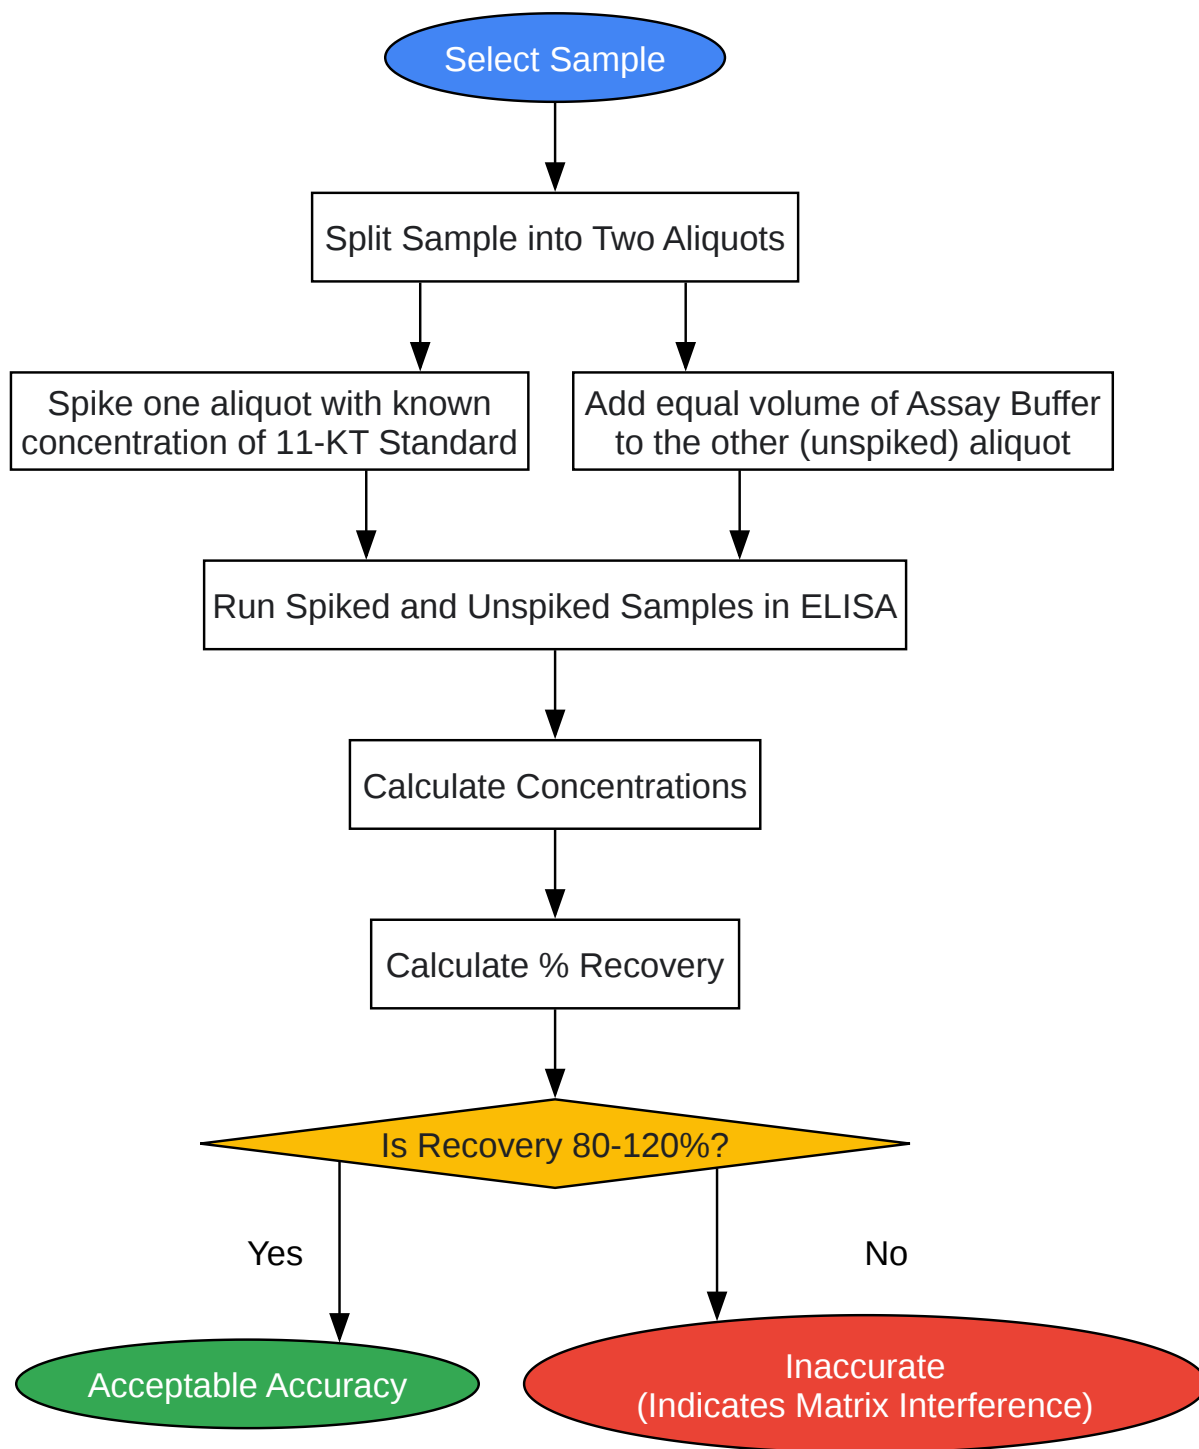 Select Sample
Split Sample into Two Aliquots
Spike one aliquot with known
concentration of 11-KT Standard
Add equal volume of Assay Buffer
to the other (unspiked) aliquot
Run Spiked and Unspiked Samples in ELISA
Calculate Concentrations
Calculate % Recovery
Is Recovery 80-120%?
Yes
No
Acceptable Accuracy
Inaccurate
(Indicates Matrix Interference)